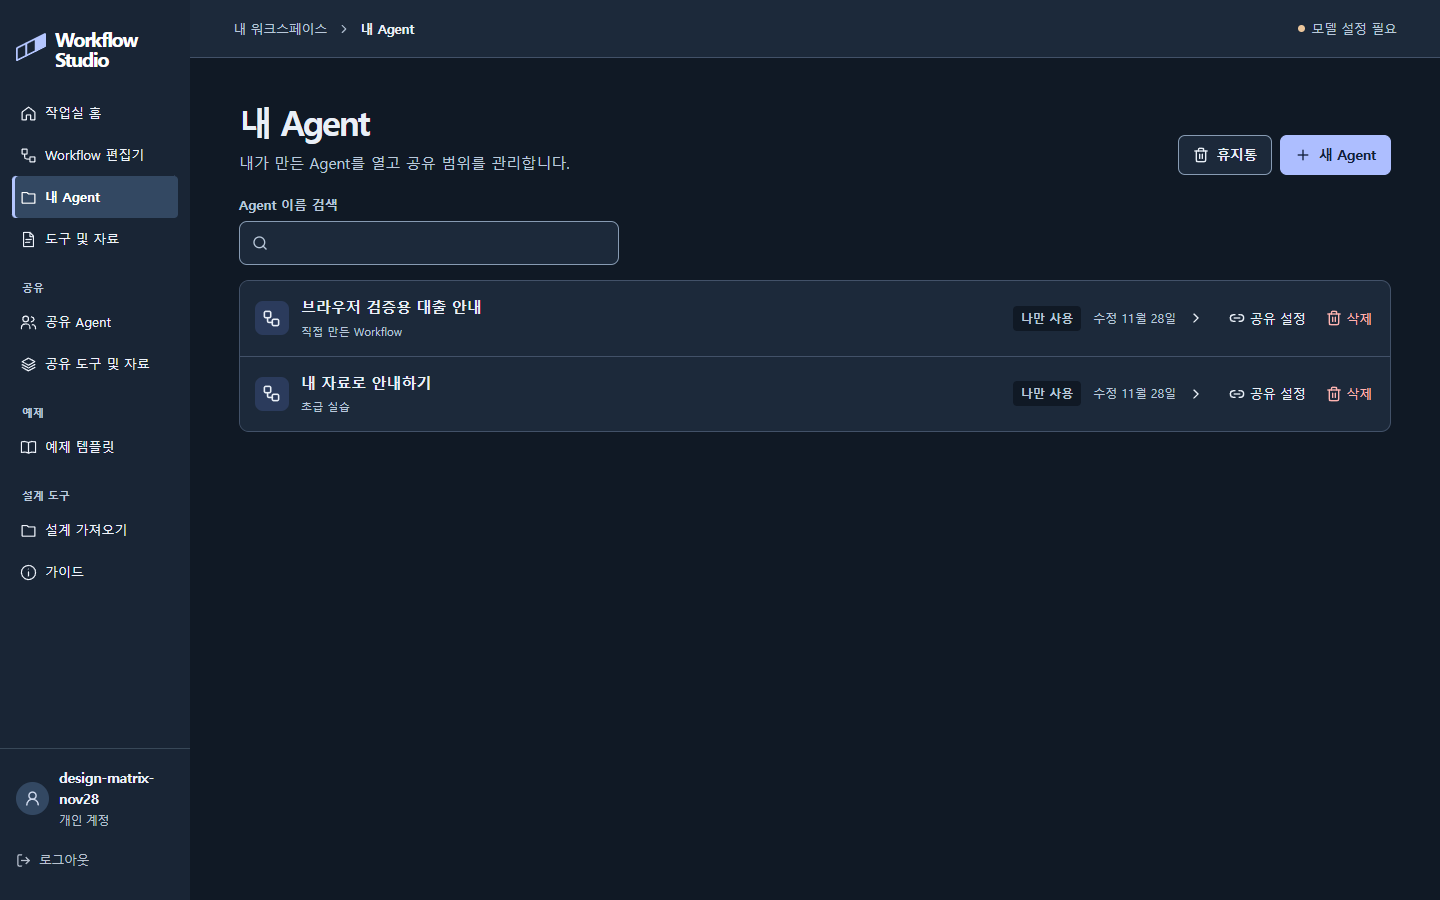 Workflow
Studio
작업실 홈
Workflow 편집기
내 Agent
도구 및 자료
공유
공유 Agent
공유 도구 및 자료
예제
예제 템플릿
설계 도구
설계 가져오기
가이드
design-matrix-
nov28
개인 계정
로그아웃
내 워크스페이스 > 내 Agent
모델 설정 필요
내 Agent
내가 만든 Agent를 열고 공유 범위를 관리합니다.
휴지통
새 Agent
Agent 이름 검색
브라우저 검증용 대출 안내
직접 만든 Workflow
나만 사용 수정 11월 28일 공유 설정 삭제
내 자료로 안내하기
초급 실습
나만 사용 수정 11월 28일 공유 설정 삭제